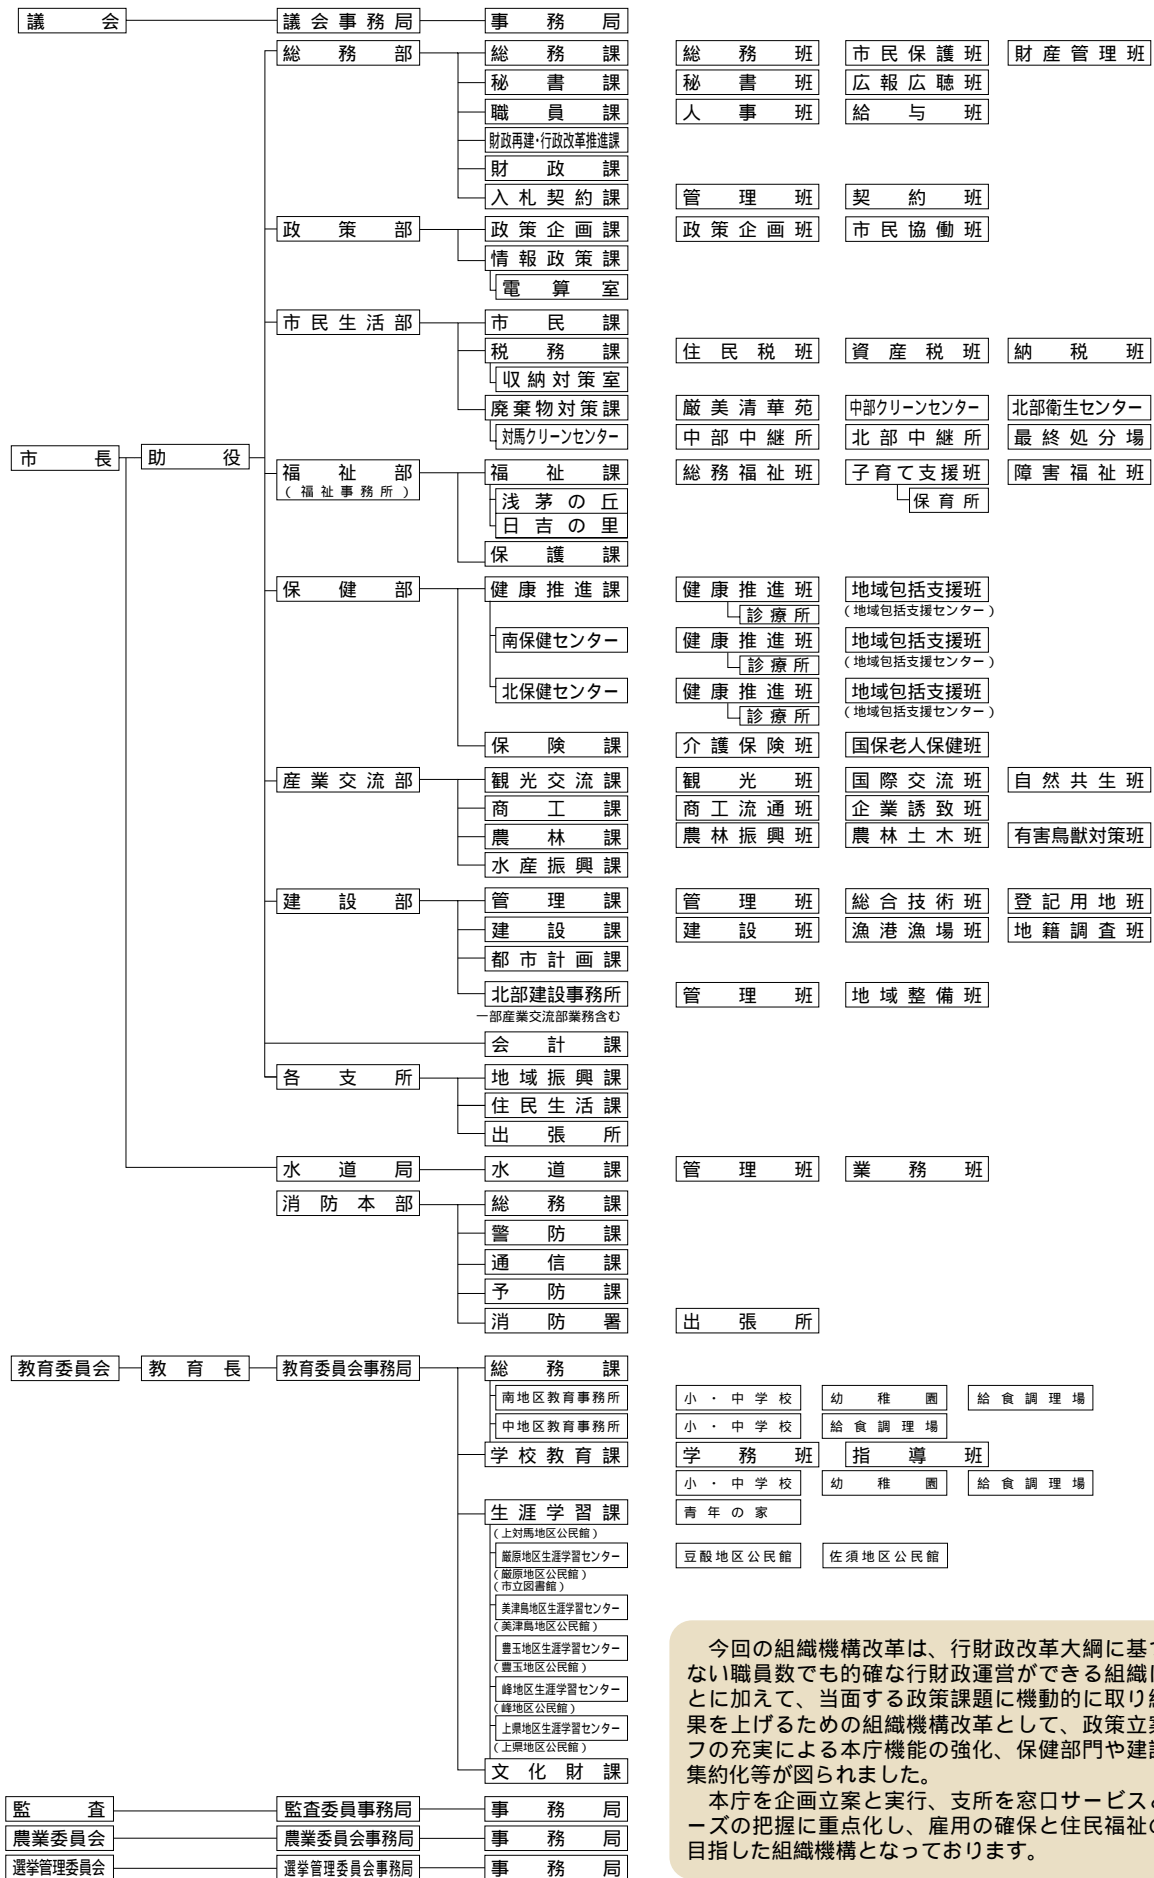 議会 議会事務局 事務局
総務部 総務課 総務班 市民保護班 財産管理班
秘書課 秘書班 広報広聴班
職員課 人事班 給与班
財政再建・行政改革推進課
財政課
入札契約課 管理班 契約班
政策部 政策企画課 政策企画班 市民協働班
情報政策課
電算室
市民生活部 市民課
税務課 住民税班 資産税班 納税班
収納対策室
廃棄物対策課 厳美清華苑 中部クリーンセンター 北部衛生センター
対馬クリーンセンター 中部中継所 北部中継所 最終処分場
市長 助役
福祉部 福祉課 総務福祉班 子育て支援班 障害福祉班
(福祉事務所)
浅茅の丘 保育所
日吉の里
保護課
保健部 健康推進課 健康推進班 地域包括支援班
診療所 (地域包括支援センター)
南保健センター 健康推進班 地域包括支援班
診療所 (地域包括支援センター)
北保健センター 健康推進班 地域包括支援班
診療所 (地域包括支援センター)
保険課 介護保険班 国保老人保健班
産業交流部 観光交流課 観光班 国際交流班 自然共生班
商工課 商工流通班 企業誘致班
農林課 農林振興班 農林土木班 有害鳥獣対策班
水産振興課
建設部 管理課 管理班 総合技術班 登記用地班
建設課 建設班 漁港漁場班 地籍調査班
都市計画課
北部建設事務所 管理班 地域整備班
一部産業交流部業務含む
会計課
各支所 地域振興課
住民生活課
出張所
水道局 水道課 管理班 業務班
消防本部 総務課
警防課
通信課
予防課
消防署 出張所
教育委員会 教育長 教育委員会事務局 総務課
南地区教育事務所 小・中学校 幼稚園 給食調理場
中地区教育事務所 小・中学校 給食調理場
学校教育課 学務班 指導班
小・中学校 幼稚園 給食調理場
生涯学習課 青年の家
(上対馬地区公民館)
厳原地区生涯学習センター 豆酘地区公民館 佐須地区公民館
(厳原地区公民館)
(市立図書館)
美津島地区生涯学習センター
(美津島地区公民館)
豊玉地区生涯学習センター
(豊玉地区公民館)
峰地区生涯学習センター
(峰地区公民館)
上県地区生涯学習センター
(上県地区公民館)
文化財課
監査 監査委員事務局 事務局
農業委員会 農業委員会事務局 事務局
選挙管理委員会 選挙管理委員会事務局 事務局
今回の組織機構改革は、行財政改革大綱に基
ない職員数でも的確な行財政運営ができる組織
とに加えて、当面する政策課題に機動的に取り
果を上げるための組織機構改革として、政策立
フの充実による本庁機能の強化、保健部門や建
集約化等が図られました。
本庁を企画立案と実行、支所を窓口サービス
ーズの把握に重点化し、雇用の確保と住民福祉
目指した組織機構となっております。